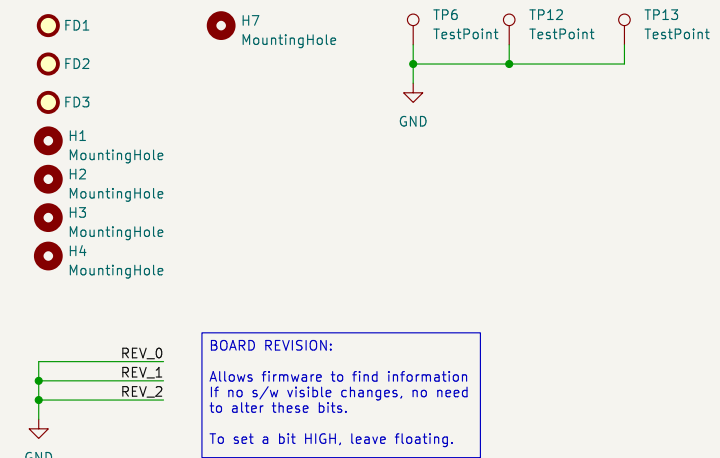 FD1
FD2
FD3
H1
MountingHole
H2
MountingHole
H3
MountingHole
H4
MountingHole
H7
MountingHole
TP6
TestPoint
TP12
TestPoint
TP13
TestPoint
GND
REV_0
REV_1
REV_2
GND
BOARD REVISION:
Allows firmware to find information
If no s/w visible changes, no need
to alter these bits.
To set a bit HIGH, leave floating.